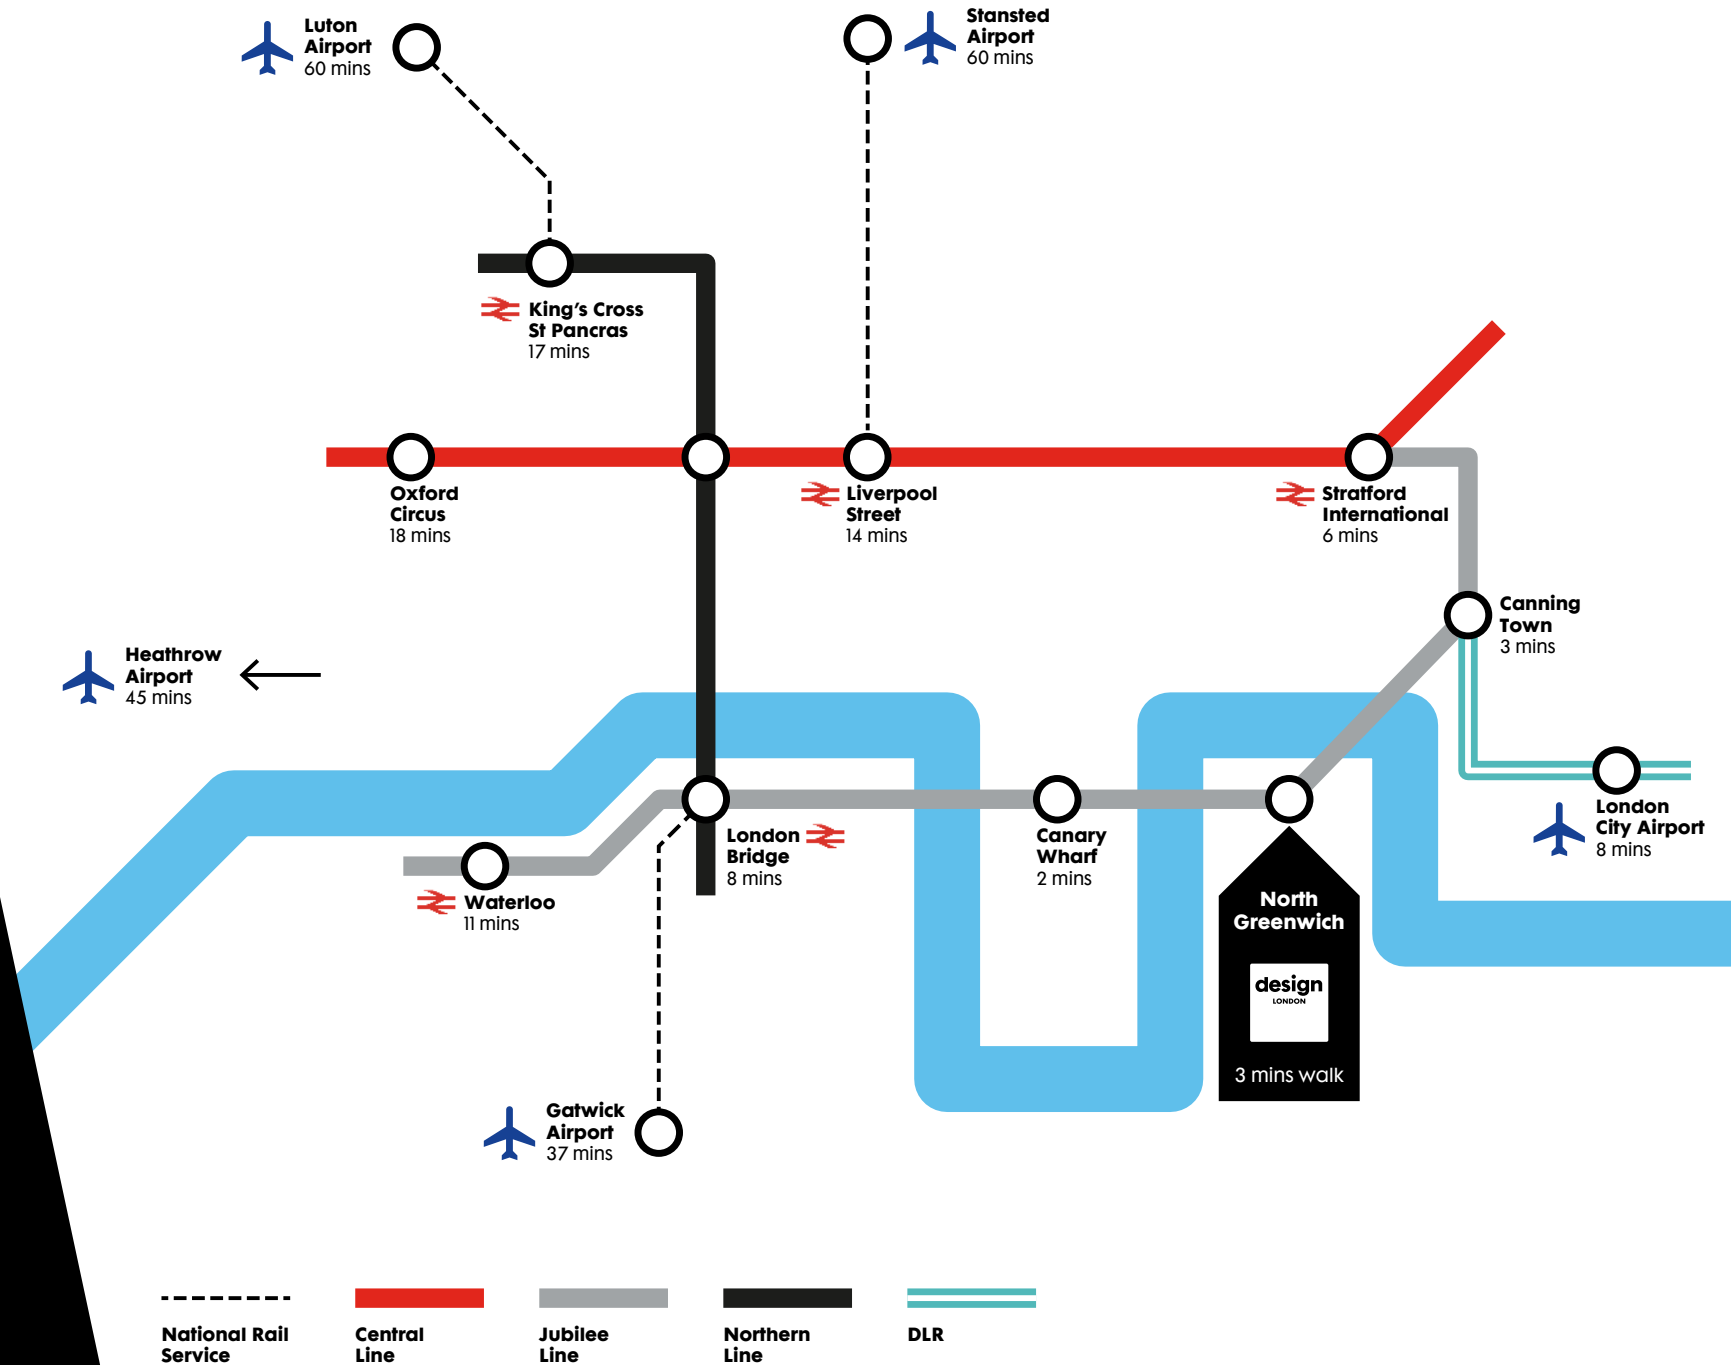 Luton
Airport
60 mins
Stansted
Airport
60 mins
King's Cross
St Pancras
17 mins
Oxford
Circus
18 mins
Liverpool
Street
14 mins
Stratford
International
6 mins
Canning
Town
3 mins
Heathrow
Airport
45 mins
London
City Airport
8 mins
London
Bridge
8 mins
Canary
Wharf
2 mins
Waterloo
11 mins
North
Greenwich
design
LONDON
3 mins walk
Gatwick
Airport
37 mins
National Rail
Service
Central
Line
Jubilee
Line
Northern
Line
DLR